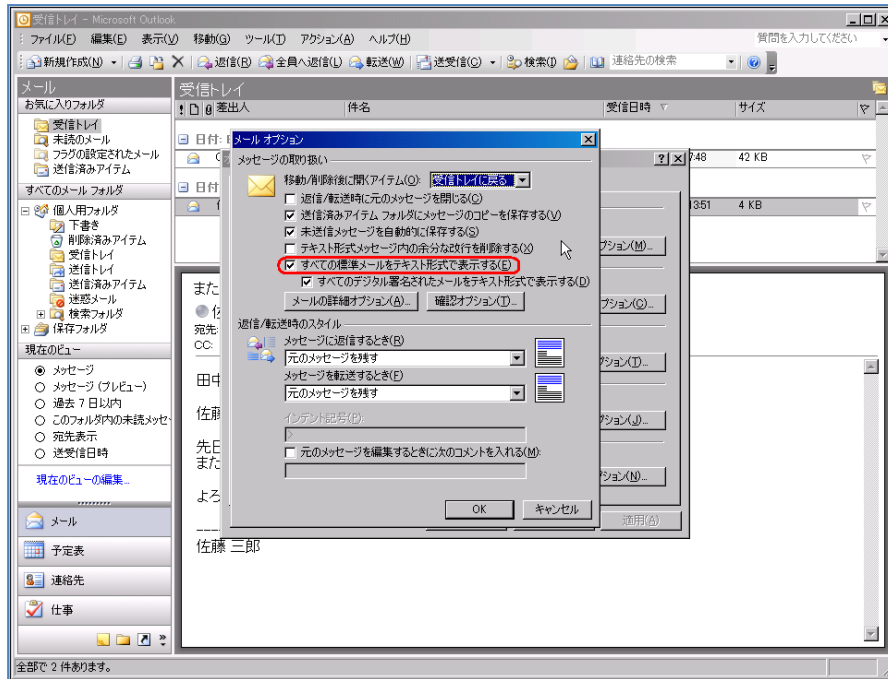 受信トレイ - Microsoft Outlook
ファイル(F) 編集(E) 表示(V) 移動(G) ツール(T) アクション(A) ヘルプ(H) 質問を入力してください
新規作成(N) 返信(R) 全員へ返信(L) 転送(W) 送受信(C) 検索(I) 連絡先の検索
メール
お気に入りフォルダ
受信トレイ
未読のメール
フラグの設定されたメール
送信済みアイテム
すべてのメール フォルダ
個人用フォルダ
下書き
削除済みアイテム
受信トレイ
送信トレイ
送信済みアイテム
迷惑メール
検索フォルダ
保存フォルダ
現在のビュー
メッセージ
メッセージ (プレビュー)
過去 7 日以内
このフォルダ内の未読メッセ
宛先表示
送受信日時
現在のビューの編集...
メール
予定表
連絡先
仕事
全部で 2 件あります。
受信トレイ
差出人 件名 受信日時 サイズ
日付:
7:48 42 KB
日付
13:51 4 KB
また
宛先:
CC:
田中
佐藤
先日
また
よろ
佐藤 三郎
メール オプション
メッセージの取り扱い
移動/削除後に開くアイテム(O): 受信トレイに戻る
返信/転送時に元のメッセージを閉じる(C)
送信済みアイテム フォルダにメッセージのコピーを保存する(V)
未送信メッセージを自動的に保存する(S)
テキスト形式メッセージ内の余分な改行を削除する(X)
すべての標準メールをテキスト形式で表示する(E)
すべてのデジタル署名されたメールをテキスト形式で表示する(D)
メールの詳細オプション(A)... 確認オプション(T)...
返信/転送時のスタイル
メッセージに返信するとき(R)
元のメッセージを残す
メッセージを転送するとき(F)
元のメッセージを残す
インデント記号(P):
>
元のメッセージを編集するときに次のコメントを入れる(M):
OK キャンセル
プション(M)...
プション(O)...
プション(T)...
プション(J)...
プション(N)...
適用(A)